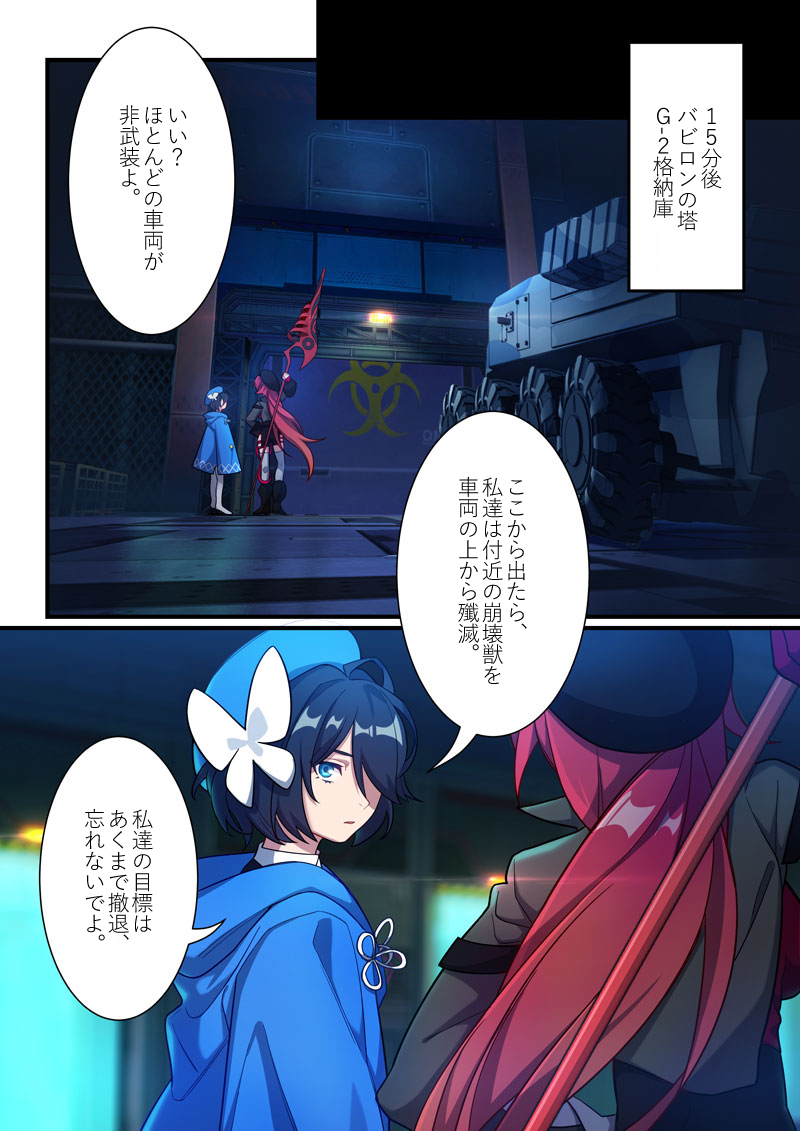 15分後
バビロンの塔
G-2格納庫
いい？
ほとんどの車両が
非武装よ。
ここから出たら、
私達は付近の崩壊獣を
車両の上から殲滅。
私達の目標は
あくまで撤退、
忘れないでよ。